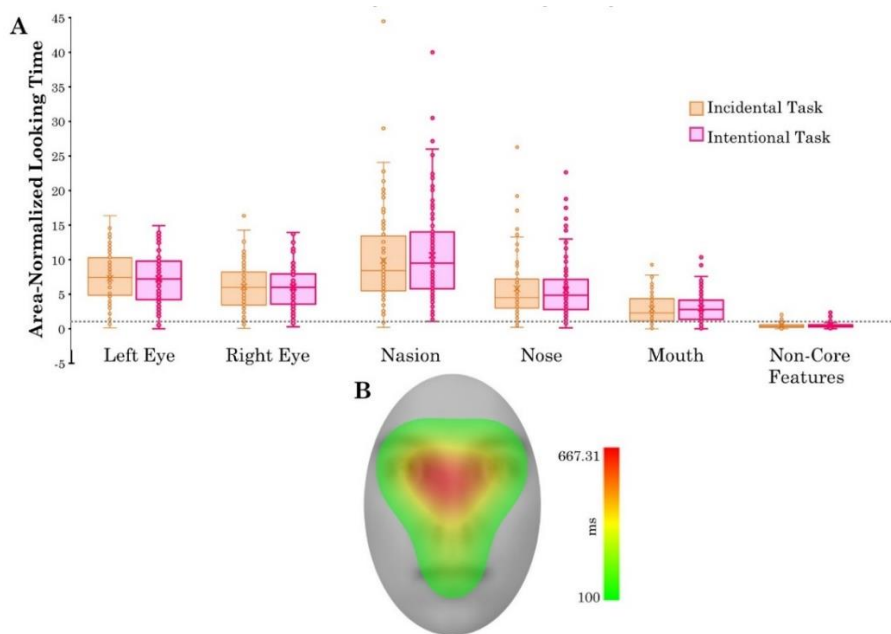 A
Area-Normalized Looking Time
45
40
35
30
25
20
15
10
5
0
-5
Incidental Task
Intentional Task
Left Eye
Right Eye
Nasion
Nose
Mouth
Non-Core
Features
B
667.31
ms
100